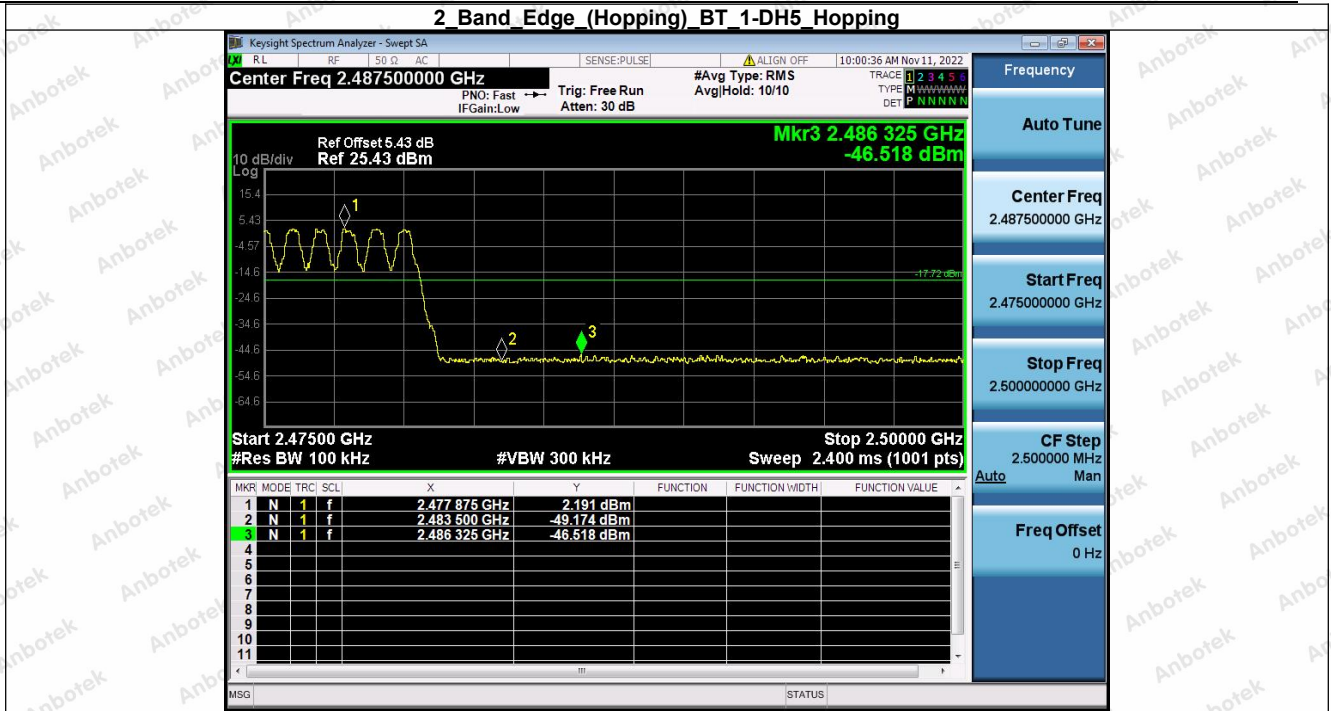 2_Band_Edge_(Hopping)_BT_1-DH5_Hopping
Keysight Spectrum Analyzer - Swept SA
LXI RL RF 50 Ω AC SENSE:PULSE ALIGN OFF 10:00:36 AM Nov 11, 2022
Center Freq 2.487500000 GHz
PNO: Fast
IFGain:Low
Trig: Free Run
Atten: 30 dB
#Avg Type: RMS
Avg|Hold: 10/10
TRACE 1 2 3 4 5 6
TYPE M WWWWW
DET P N N N N N
Mkr3 2.486 325 GHz
-46.518 dBm
Ref Offset 5.43 dB
10 dB/div Ref 25.43 dBm
Log
15.4
5.43
-4.57
-14.6
-24.6
-34.6
-44.6
-54.6
-64.6
1
2
3
-17.72 dBm
Start 2.47500 GHz Stop 2.50000 GHz
#Res BW 100 kHz #VBW 300 kHz Sweep 2.400 ms (1001 pts)
MKR MODE TRC SCL X Y FUNCTION FUNCTION WIDTH FUNCTION VALUE
1 N 1 f 2.477 875 GHz 2.191 dBm
2 N 1 f 2.483 500 GHz -49.174 dBm
3 N 1 f 2.486 325 GHz -46.518 dBm
4
5
6
7
8
9
10
11
MSG STATUS
Frequency
Auto Tune
Center Freq
2.487500000 GHz
Start Freq
2.475000000 GHz
Stop Freq
2.500000000 GHz
CF Step
2.500000 MHz
Auto Man
Freq Offset
0 Hz
Anbotek